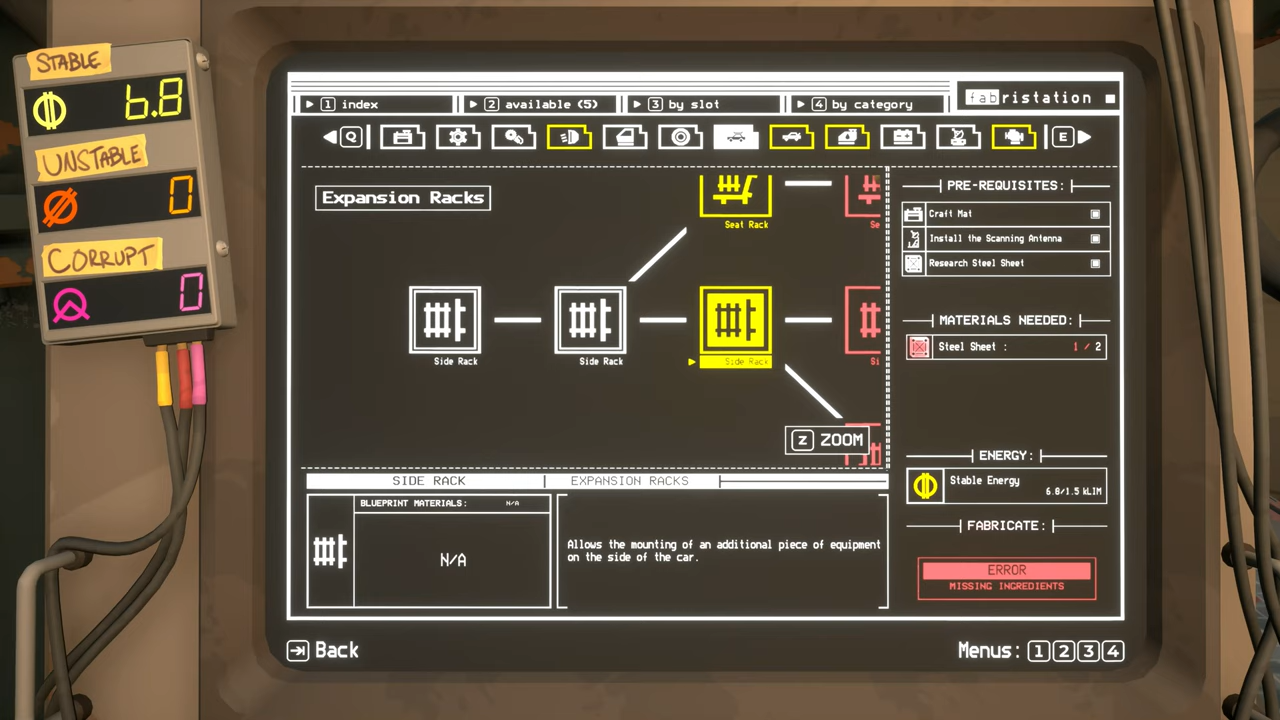 STABLE
6.8
UNSTABLE
0
CORRUPT
0
1 index
2 available (5)
3 by slot
4 by category
fabristation
Q
E
Expansion Racks
Seat Rack
Se
Side Rack
Side Rack
Side Rack
Si
Z ZOOM
PRE-REQUISITES:
Craft Mat
Install the Scanning Antenna
Research Steel Sheet
MATERIALS NEEDED:
Steel Sheet : 1 / 2
ENERGY:
Stable Energy
6.8/1.5 kLIM
FABRICATE:
ERROR
MISSING INGREDIENTS
SIDE RACK
EXPANSION RACKS
BLUEPRINT MATERIALS: N/A
N/A
Allows the mounting of an additional piece of equipment
on the side of the car.
Back
Menus: 1 2 3 4